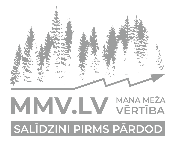 MMV.LV
MANA MEŽA
VĒRTĪBA
SALĪDZINI PIRMS PĀRDOD